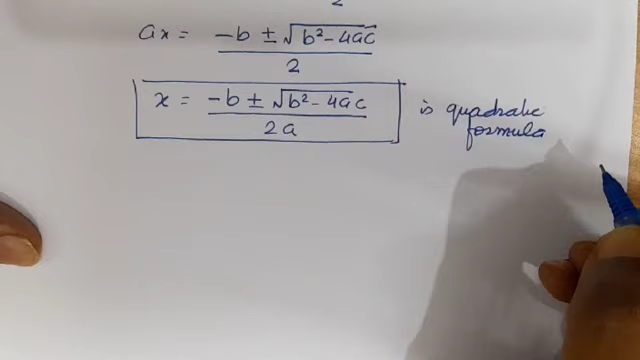 ax = -b ± √b² - 4ac
2
x = -b ± √b² - 4ac
2a
is quadratic
formula